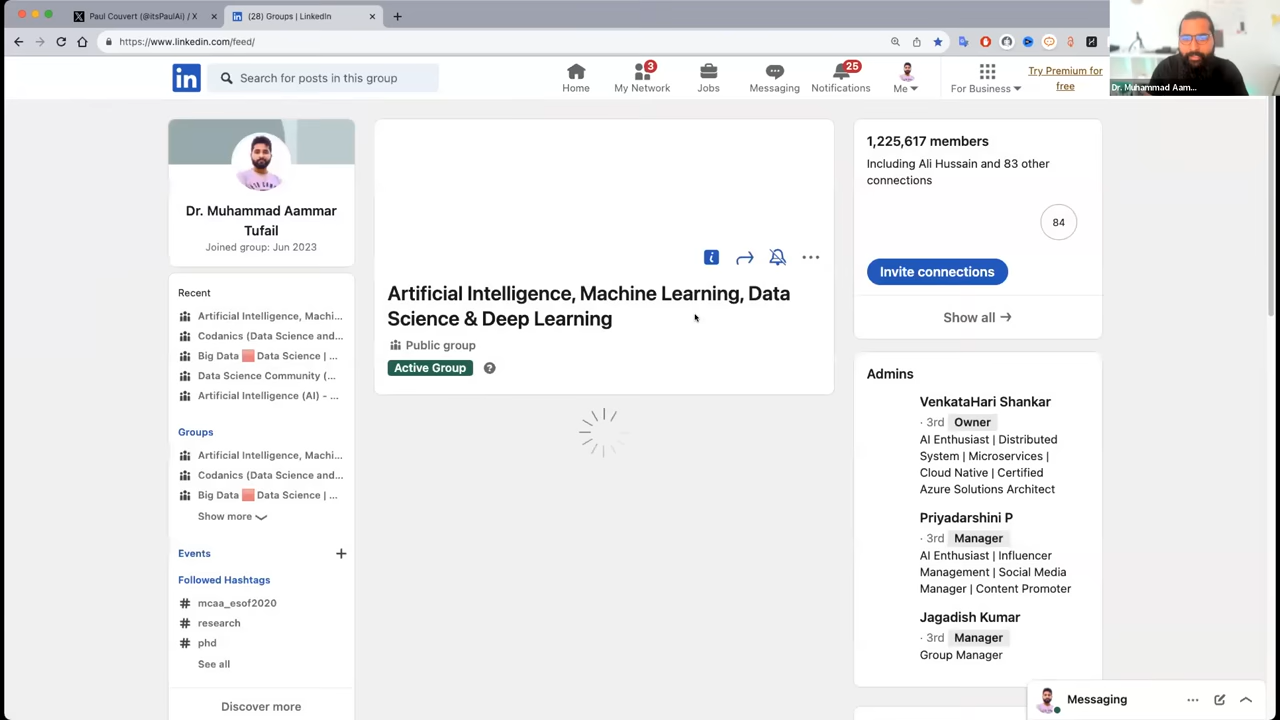 Paul Couvert (@itsPaulAi) / X
(28) Groups | LinkedIn
https://www.linkedin.com/feed/
in
Search for posts in this group
Home
3
My Network
Jobs
Messaging
25
Notifications
Me
For Business
Try Premium for
free
Dr. Muhammad Aam...
Dr. Muhammad Aammar
Tufail
Joined group: Jun 2023
Recent
Artificial Intelligence, Machi...
Codanics (Data Science and...
Big Data 🟥 Data Science | ...
Data Science Community (...
Artificial Intelligence (AI) - ...
Groups
Artificial Intelligence, Machi...
Codanics (Data Science and...
Big Data 🟥 Data Science | ...
Show more
Events
Followed Hashtags
# mcaa_esof2020
# research
# phd
See all
Discover more
Artificial Intelligence, Machine Learning, Data
Science & Deep Learning
Public group
Active Group
1,225,617 members
Including Ali Hussain and 83 other
connections
84
Invite connections
Show all →
Admins
VenkataHari Shankar
· 3rd Owner
AI Enthusiast | Distributed
System | Microservices |
Cloud Native | Certified
Azure Solutions Architect
Priyadarshini P
· 3rd Manager
AI Enthusiast | Influencer
Management | Social Media
Manager | Content Promoter
Jagadish Kumar
· 3rd Manager
Group Manager
Messaging